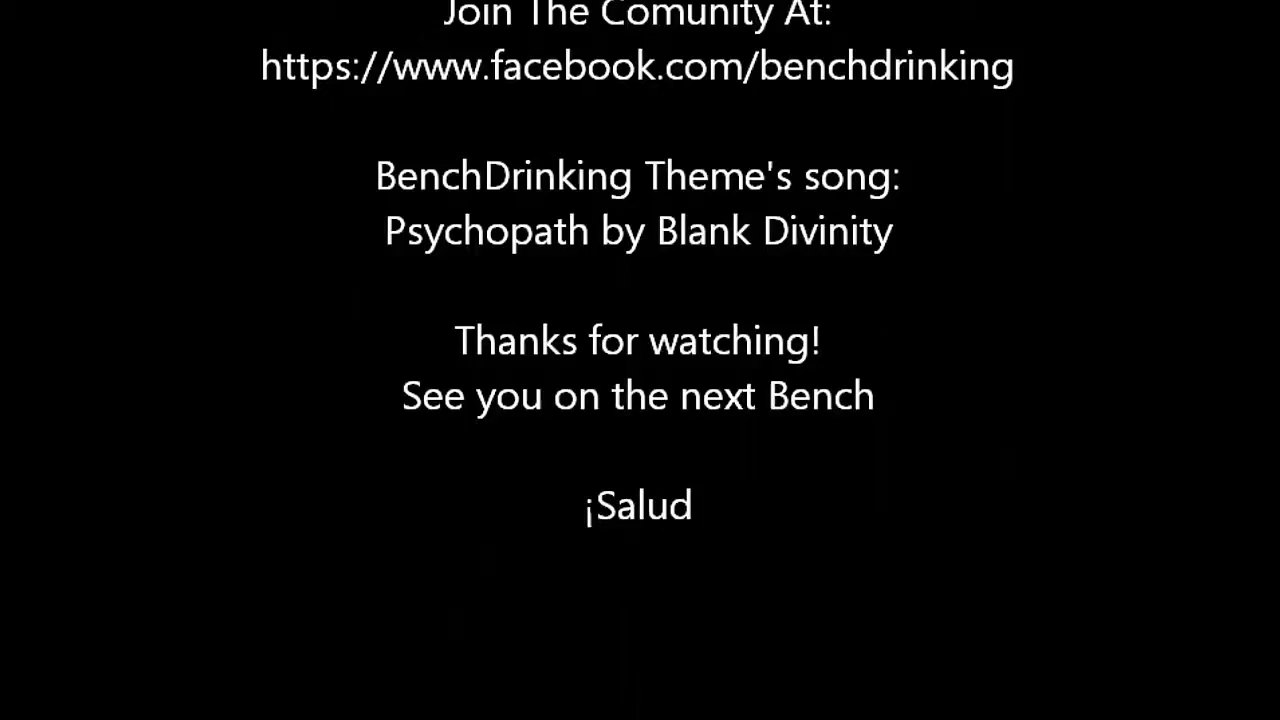 Join The Comunity At:
https://www.facebook.com/benchdrinking
BenchDrinking Theme's song:
Psychopath by Blank Divinity
Thanks for watching!
See you on the next Bench
¡Salud